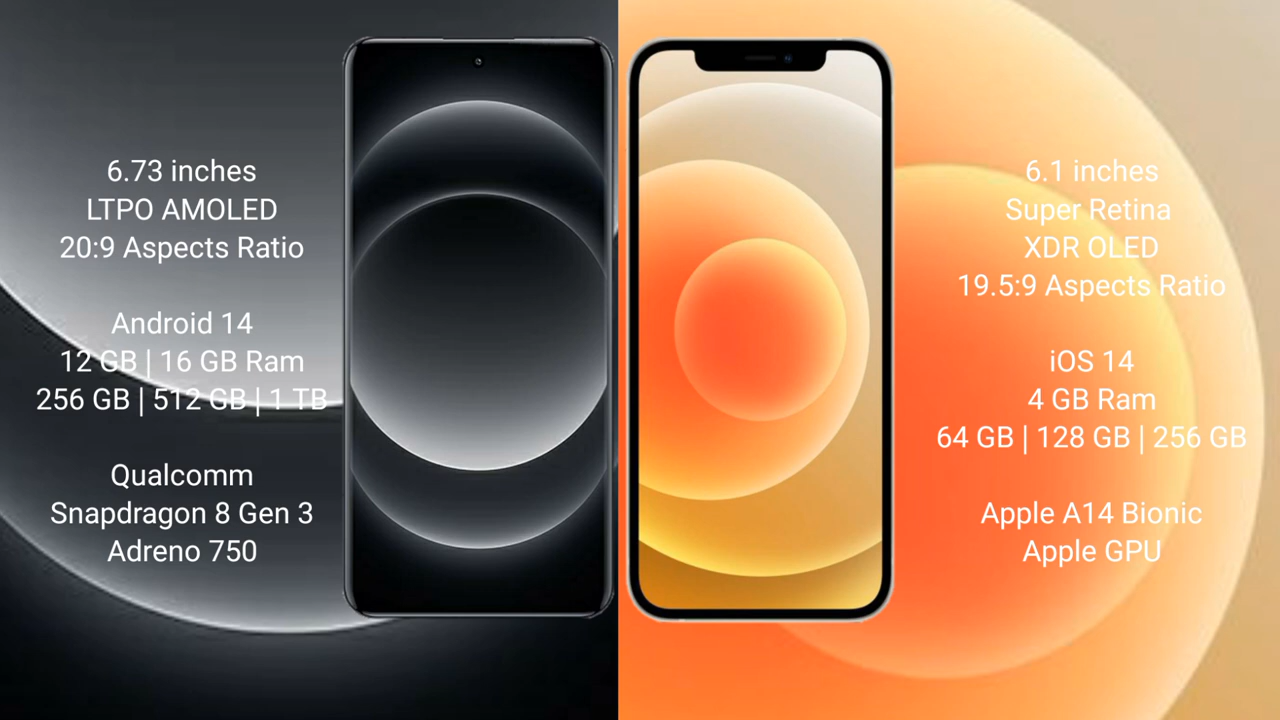 6.73 inches
LTPO AMOLED
20:9 Aspects Ratio
Android 14
12 GB | 16 GB Ram
256 GB | 512 GB | 1 TB
Qualcomm
Snapdragon 8 Gen 3
Adreno 750
6.1 inches
Super Retina
XDR OLED
19.5:9 Aspects Ratio
iOS 14
4 GB Ram
64 GB | 128 GB | 256 GB
Apple A14 Bionic
Apple GPU